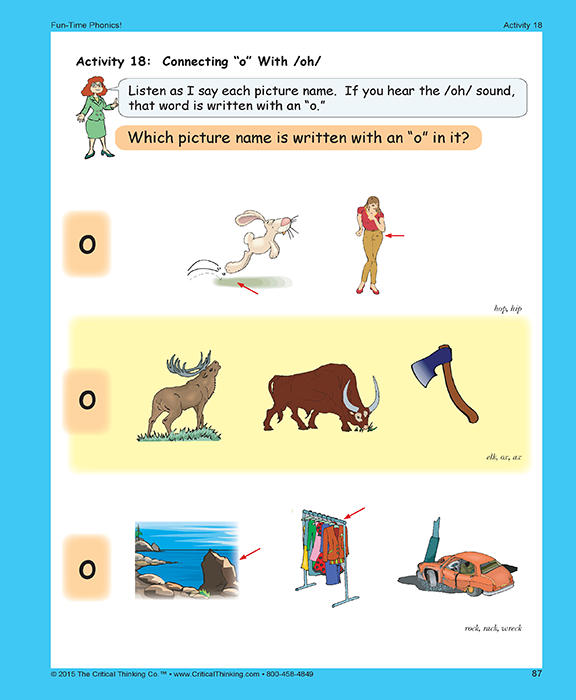 Fun-Time Phonics! Activity 18
Activity 18: Connecting “o” With /oh/
Listen as I say each picture name. If you hear the /oh/ sound,
that word is written with an “o.”
Which picture name is written with an “o” in it?
o
hop, hip
o
elk, ox, ax
o
rock, rack, wreck
© 2015 The Critical Thinking Co.™ • www.CriticalThinking.com • 800-458-4849 87